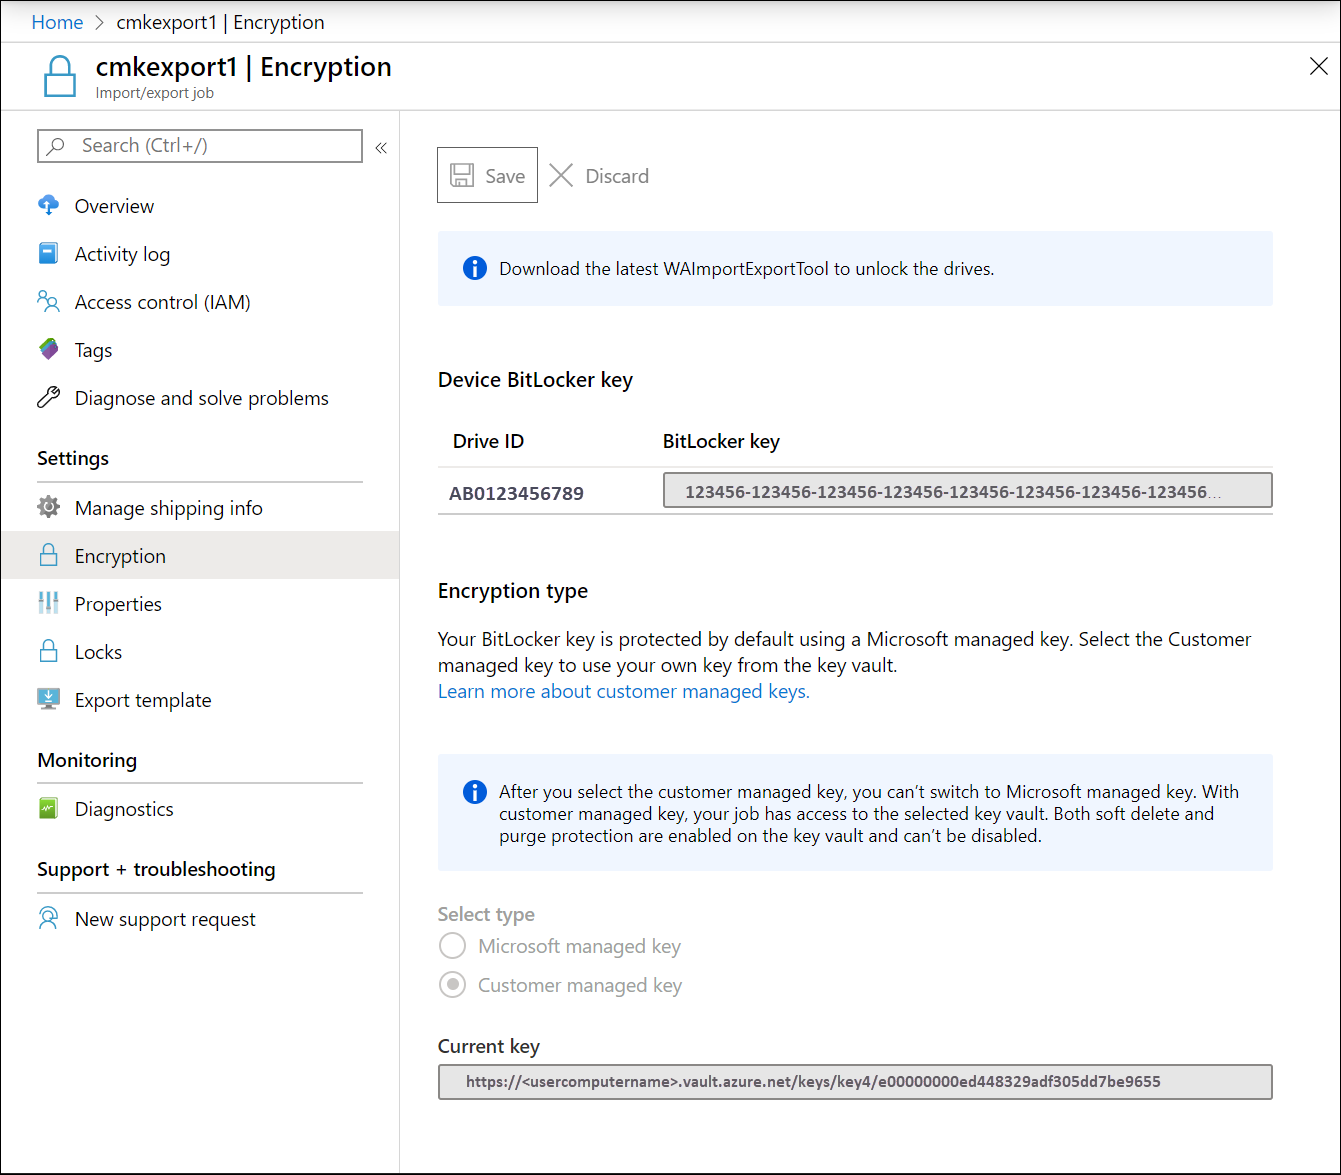 Home > cmkexport1 | Encryption
cmkexport1 | Encryption
Import/export job
Search (Ctrl+/)
«
Overview
Activity log
Access control (IAM)
Tags
Diagnose and solve problems
Settings
Manage shipping info
Encryption
Properties
Locks
Export template
Monitoring
Diagnostics
Support + troubleshooting
New support request
Save
Discard
Download the latest WAImportExportTool to unlock the drives.
Device BitLocker key
Drive ID BitLocker key
AB0123456789 123456-123456-123456-123456-123456-123456-123456-123456...
Encryption type
Your BitLocker key is protected by default using a Microsoft managed key. Select the Customer
managed key to use your own key from the key vault.
Learn more about customer managed keys.
After you select the customer managed key, you can't switch to Microsoft managed key. With
customer managed key, your job has access to the selected key vault. Both soft delete and
purge protection are enabled on the key vault and can't be disabled.
Select type
Microsoft managed key
Customer managed key
Current key
https://<usercomputername>.vault.azure.net/keys/key4/e00000000ed448329adf305dd7be9655